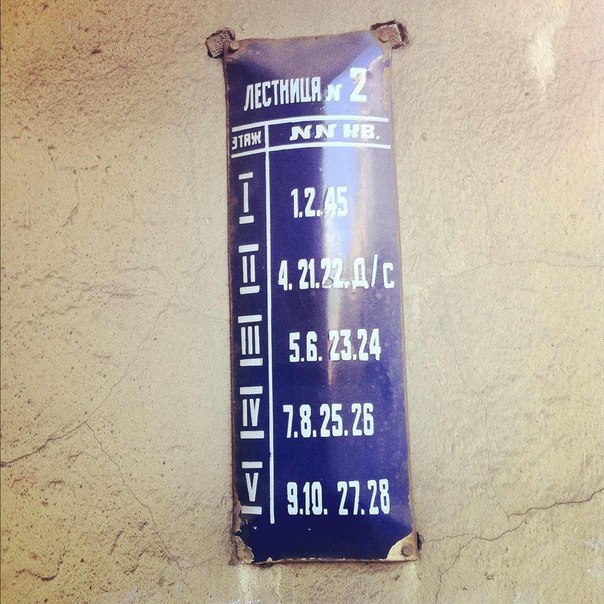 ЛЕСТНИЦА N 2
ЭТАЖ NN КВ.
I 1.2.45
II 4.21.22.Д/С
III 5.6.23.24
IV 7.8.25.26
V 9.10.27.28